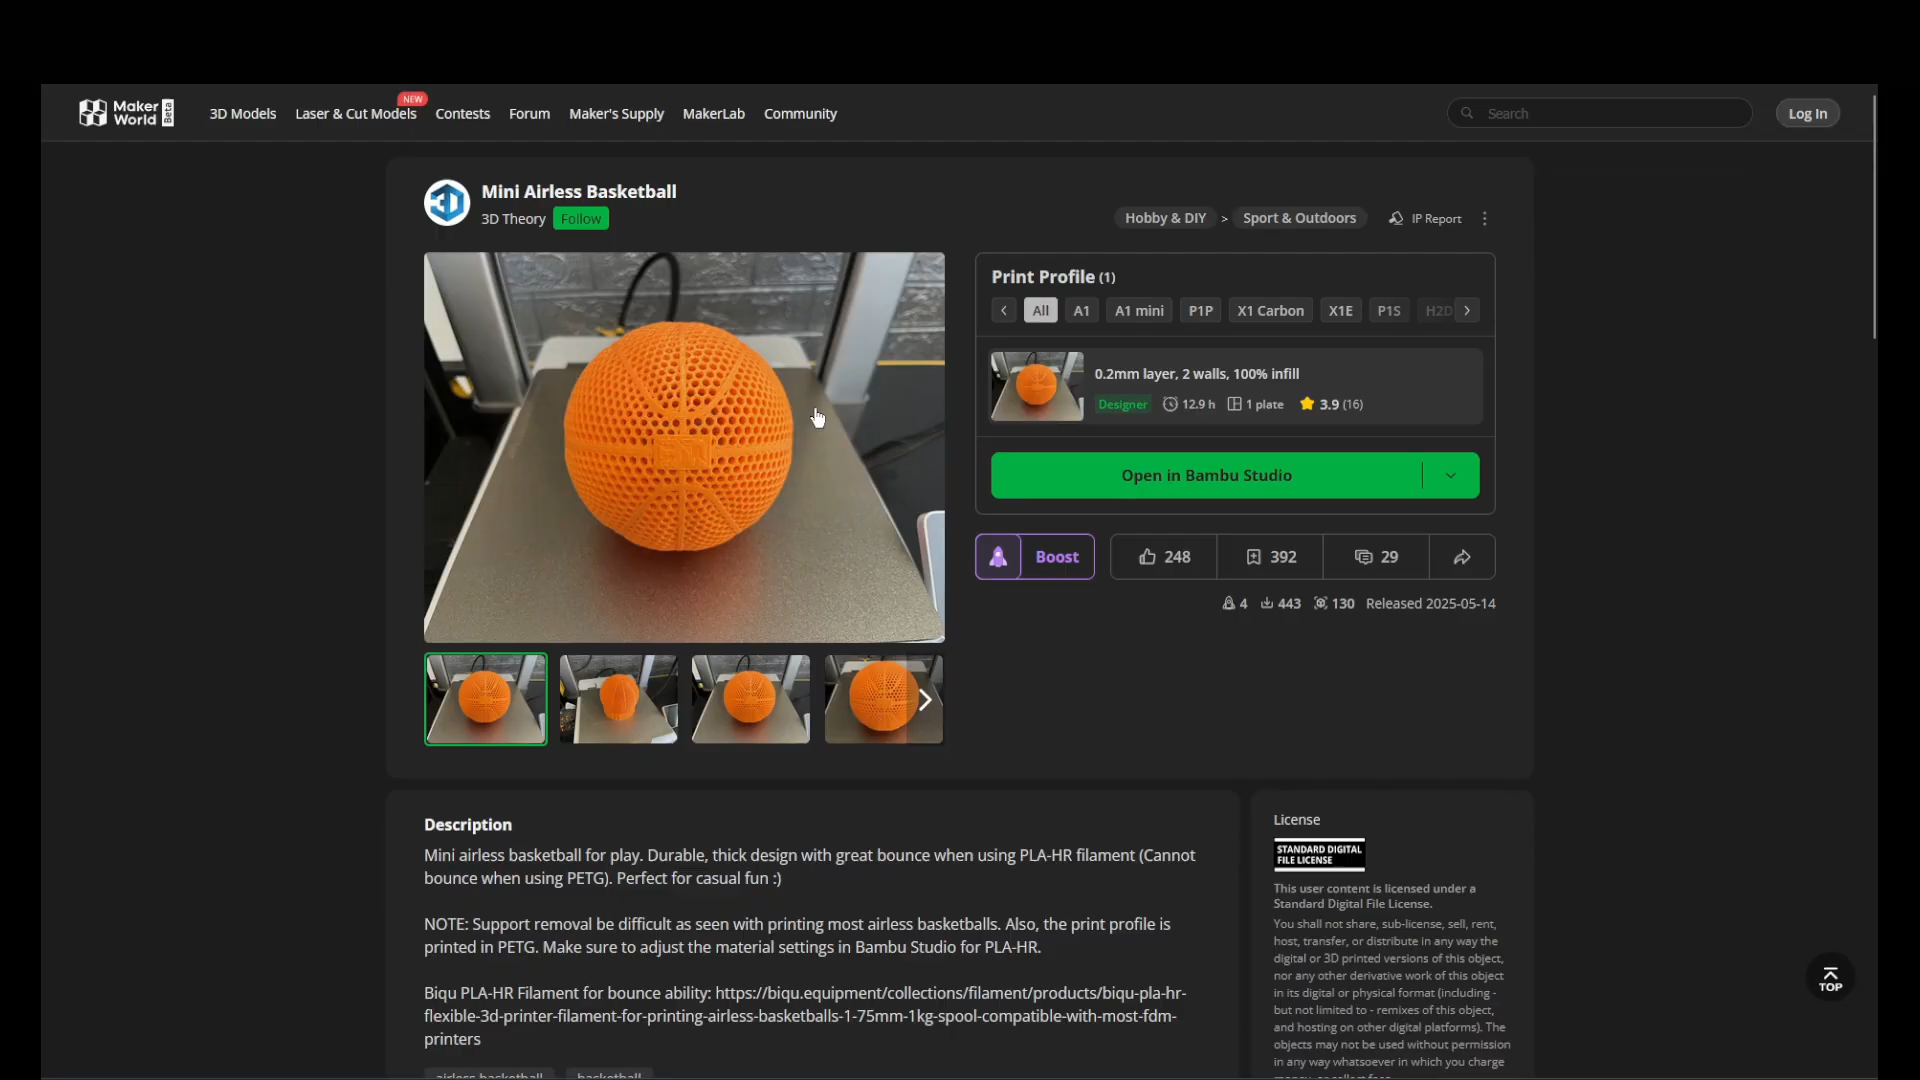 Maker World Beta
3D Models
Laser & Cut Models
NEW
Contests
Forum
Maker's Supply
MakerLab
Community
Search
Log In
Mini Airless Basketball
3D Theory
Follow
Hobby & DIY > Sport & Outdoors
IP Report
Print Profile (1)
All
A1
A1 mini
P1P
X1 Carbon
X1E
P1S
H2D
0.2mm layer, 2 walls, 100% infill
Designer
12.9 h
1 plate
3.9 (16)
Open in Bambu Studio
Boost
248
392
29
4
443
130
Released 2025-05-14
Description
Mini airless basketball for play. Durable, thick design with great bounce when using PLA-HR filament (Cannot
bounce when using PETG). Perfect for casual fun :)
NOTE: Support removal be difficult as seen with printing most airless basketballs. Also, the print profile is
printed in PETG. Make sure to adjust the material settings in Bambu Studio for PLA-HR.
Biqu PLA-HR Filament for bounce ability: https://biqu.equipment/collections/filament/products/biqu-pla-hr-
flexible-3d-printer-filament-for-printing-airless-basketballs-1-75mm-1kg-spool-compatible-with-most-fdm-
printers
airless basketball
basketball
License
STANDARD DIGITAL
FILE LICENSE
This user content is licensed under a
Standard Digital File License.
You shall not share, sub-license, sell, rent,
host, transfer, or distribute in any way the
digital or 3D printed versions of this object,
nor any other derivative work of this object
in its digital or physical format (including -
but not limited to - remixes of this object,
and hosting on other digital platforms). The
objects may not be used without permission
in any way whatsoever in which you charge
TOP